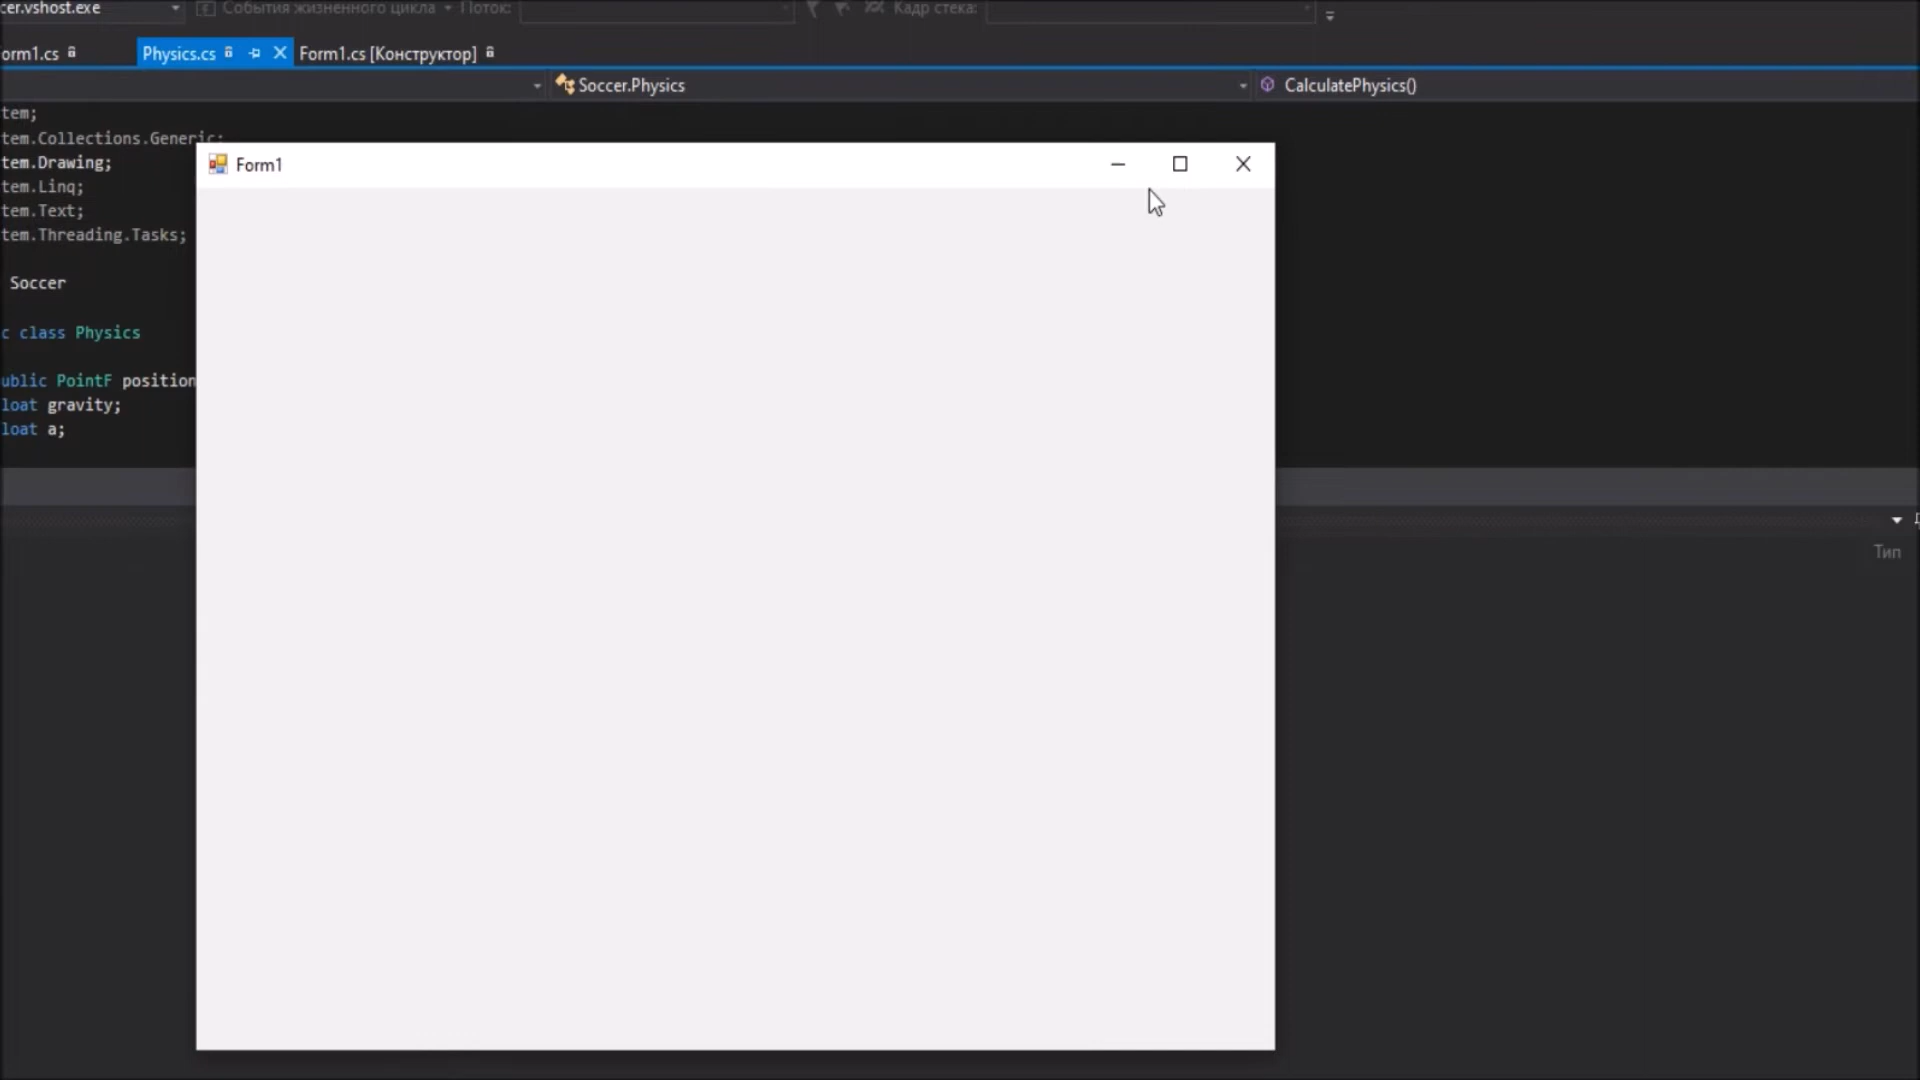 cer.vshost.exe События жизненного цикла Поток: Кадр стека:
orm1.cs Physics.cs Form1.cs [Конструктор]
Soccer.Physics CalculatePhysics()
tem;
tem.Collections.Generic;
tem.Drawing;
tem.Linq;
tem.Text;
tem.Threading.Tasks;
Soccer
c class Physics
ublic PointF position
loat gravity;
loat a;
Form1
Тип